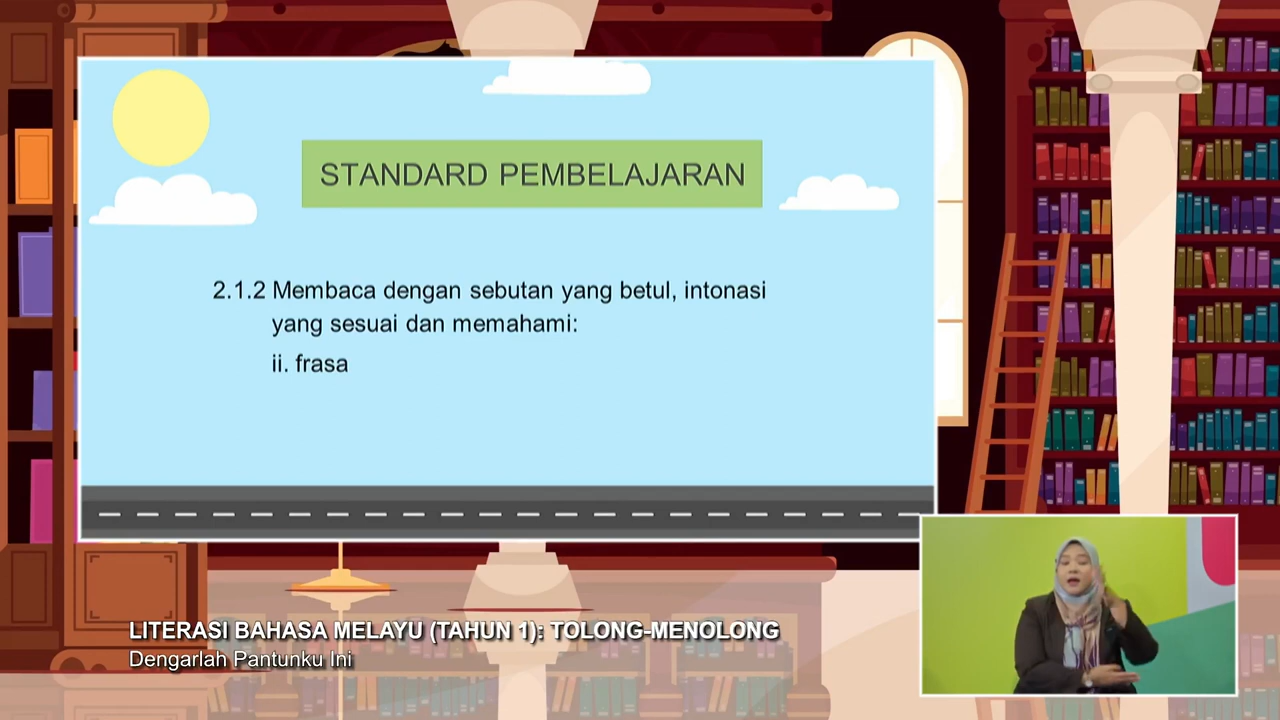 STANDARD PEMBELAJARAN
2.1.2 Membaca dengan sebutan yang betul, intonasi
yang sesuai dan memahami:
ii. frasa
LITERASI BAHASA MELAYU (TAHUN 1): TOLONG-MENOLONG
Dengarlah Pantunku Ini